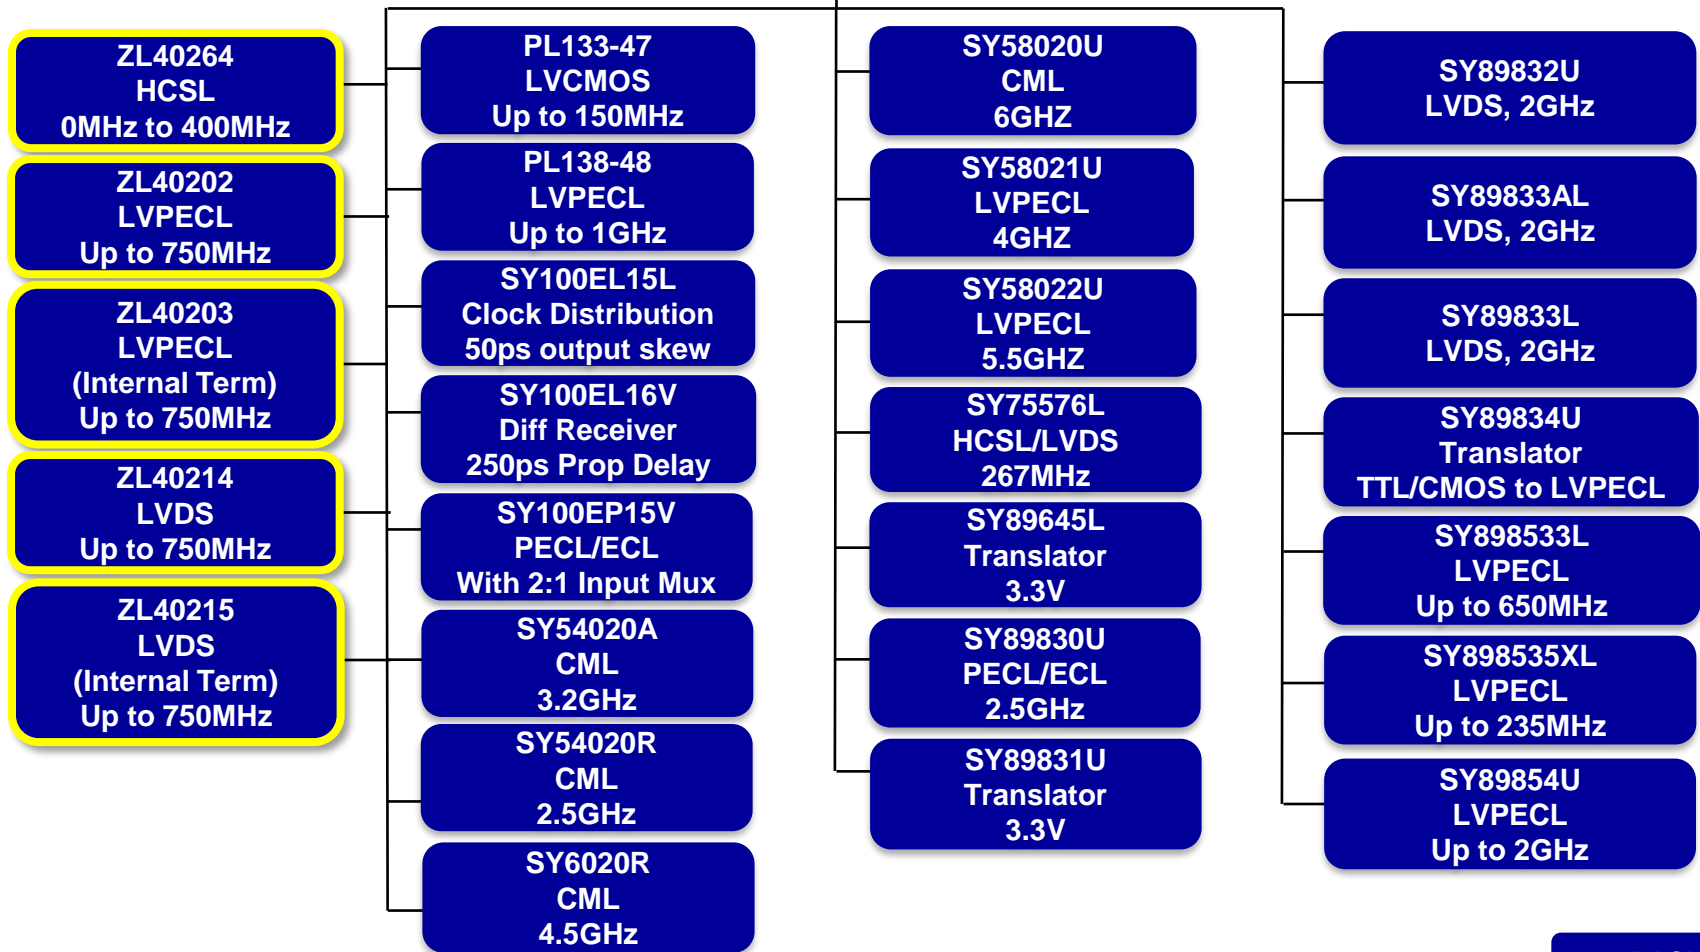 ZL40264
HCSL
0MHz to 400MHz
ZL40202
LVPECL
Up to 750MHz
ZL40203
LVPECL
(Internal Term)
Up to 750MHz
ZL40214
LVDS
Up to 750MHz
ZL40215
LVDS
(Internal Term)
Up to 750MHz
PL133-47
LVCMOS
Up to 150MHz
PL138-48
LVPECL
Up to 1GHz
SY100EL15L
Clock Distribution
50ps output skew
SY100EL16V
Diff Receiver
250ps Prop Delay
SY100EP15V
PECL/ECL
With 2:1 Input Mux
SY54020A
CML
3.2GHz
SY54020R
CML
2.5GHz
SY6020R
CML
4.5GHz
SY58020U
CML
6GHZ
SY58021U
LVPECL
4GHZ
SY58022U
LVPECL
5.5GHZ
SY75576L
HCSL/LVDS
267MHz
SY89645L
Translator
3.3V
SY89830U
PECL/ECL
2.5GHz
SY89831U
Translator
3.3V
SY89832U
LVDS, 2GHz
SY89833AL
LVDS, 2GHz
SY89833L
LVDS, 2GHz
SY89834U
Translator
TTL/CMOS to LVPECL
SY898533L
LVPECL
Up to 650MHz
SY898535XL
LVPECL
Up to 235MHz
SY89854U
LVPECL
Up to 2GHz